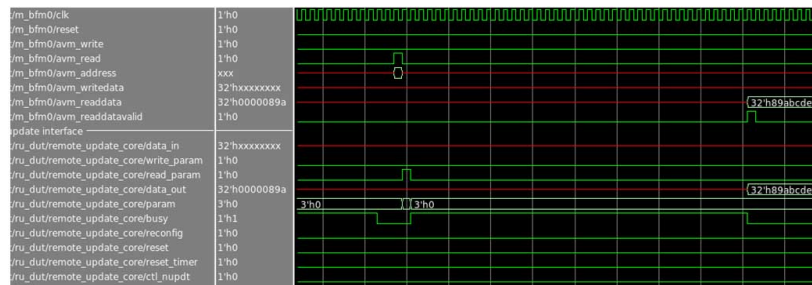 :/m_bfm0/clk 1'h0
:/m_bfm0/reset 1'h0
:/m_bfm0/avm_write 1'h0
:/m_bfm0/avm_read 1'h0
:/m_bfm0/avm_address xxx
:/m_bfm0/avm_writedata 32'hxxxxxxxx
:/m_bfm0/avm_readdata 32'h0000089a 32'h89abcde
:/m_bfm0/avm_readdatavalid 1'h0
update interface
:/ru_dut/remote_update_core/data_in 32'hxxxxxxxx
:/ru_dut/remote_update_core/write_param 1'h0
:/ru_dut/remote_update_core/read_param 1'h0
:/ru_dut/remote_update_core/data_out 32'h0000089a 32'h89abcde
:/ru_dut/remote_update_core/param 3'h0 3'h0 3'h0
:/ru_dut/remote_update_core/busy 1'h1
:/ru_dut/remote_update_core/reconfig 1'h0
:/ru_dut/remote_update_core/reset 1'h0
:/ru_dut/remote_update_core/reset_timer 1'h0
:/ru_dut/remote_update_core/ctl_nupdt 1'h0